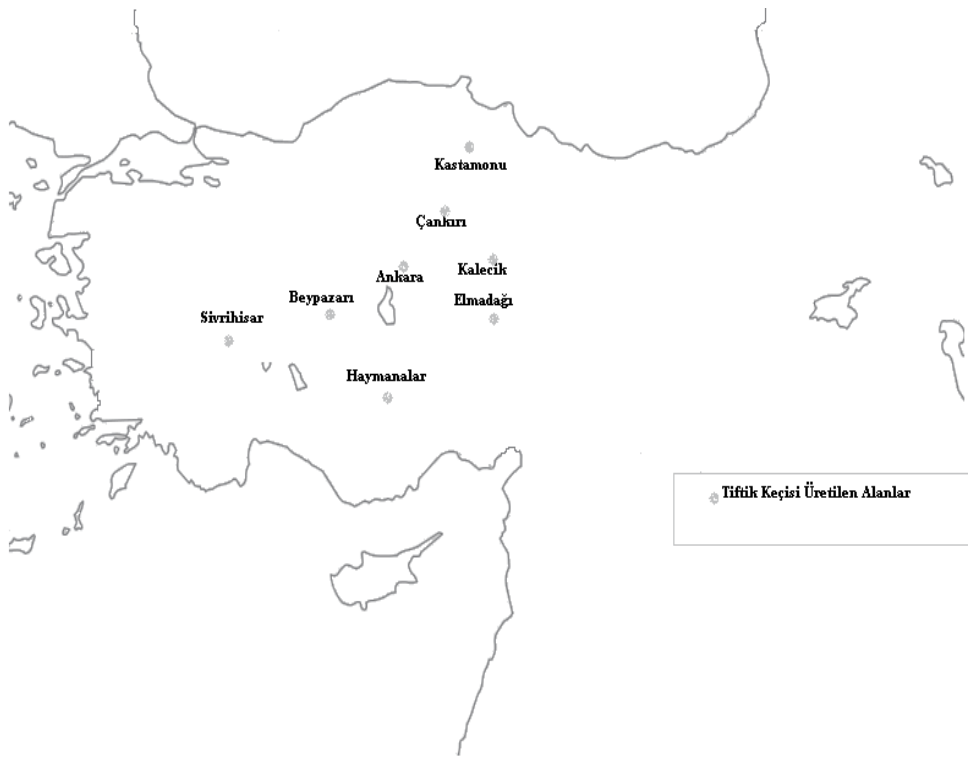 Kastamonu
Çankırı
Ankara
Kalecik
Beypazarı
Elmadağı
Sivrihisar
Haymanalar
Tiftik Keçisi Üretilen Alanlar